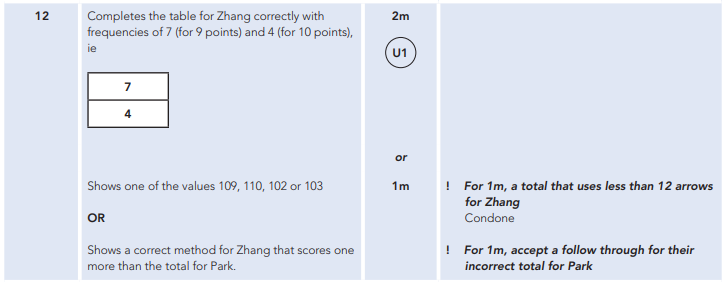 12
Completes the table for Zhang correctly with
frequencies of 7 (for 9 points) and 4 (for 10 points),
ie
7
4
2m
U1
or
Shows one of the values 109, 110, 102 or 103
OR
Shows a correct method for Zhang that scores one
more than the total for Park.
1m
! For 1m, a total that uses less than 12 arrows
for Zhang
Condone
! For 1m, accept a follow through for their
incorrect total for Park